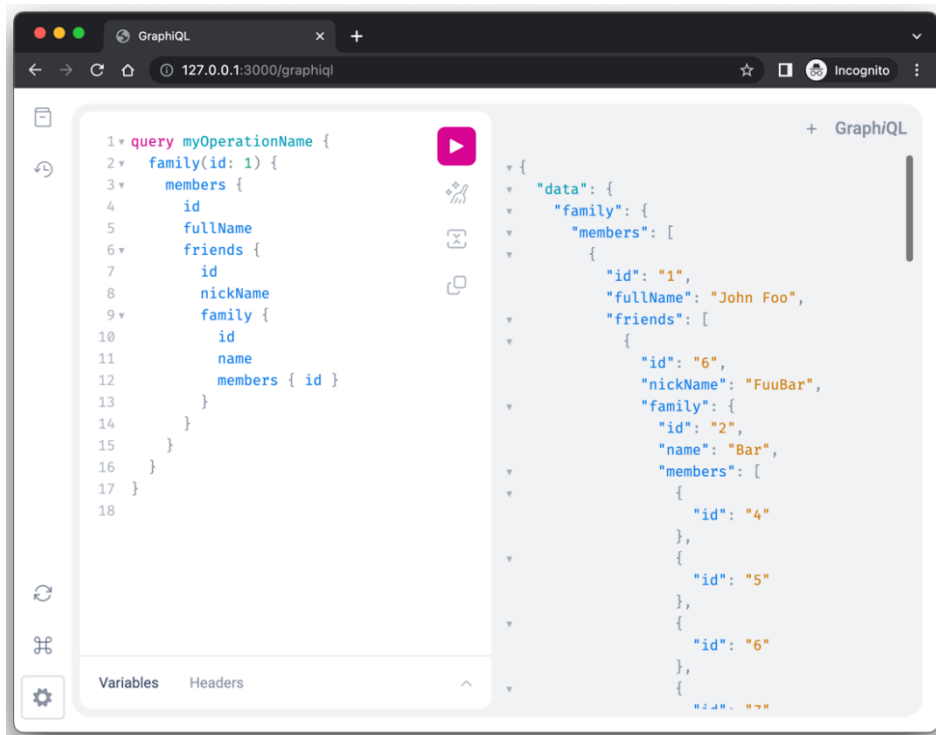 GraphiQL
127.0.0.1:3000/graphiql
Incognito
1 query myOperationName {
2 family(id: 1) {
3 members {
4 id
5 fullName
6 friends {
7 id
8 nickName
9 family {
10 id
11 name
12 members { id }
13 }
14 }
15 }
16 }
17 }
18
Variables Headers
+ GraphiQL
{
"data": {
"family": {
"members": [
{
"id": "1",
"fullName": "John Foo",
"friends": [
{
"id": "6",
"nickName": "FuuBar",
"family": {
"id": "2",
"name": "Bar",
"members": [
{
"id": "4"
},
{
"id": "5"
},
{
"id": "6"
},
{
"id": "7"